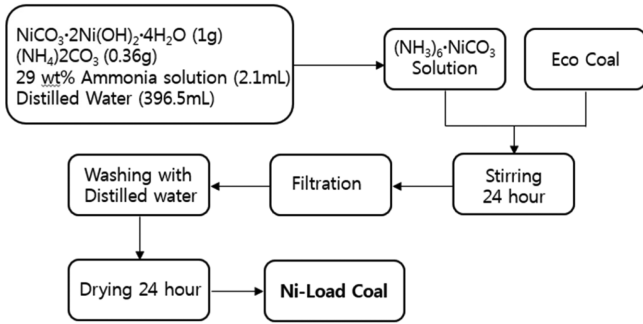 NiCO₃·2Ni(OH)₂·4H₂O (1g)
(NH₄)2CO₃ (0.36g)
29 wt% Ammonia solution (2.1mL)
Distilled Water (396.5mL)
(NH₃)₆·NiCO₃
Solution
Eco Coal
Stirring
24 hour
Filtration
Washing with
Distilled water
Drying 24 hour
Ni-Load Coal